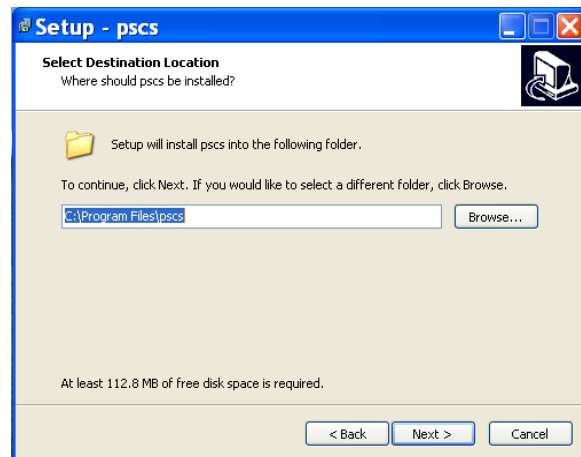 Setup - pscs
Select Destination Location
Where should pscs be installed?
Setup will install pscs into the following folder.
To continue, click Next. If you would like to select a different folder, click Browse.
C:\Program Files\pscs
Browse...
At least 112.8 MB of free disk space is required.
< Back
Next >
Cancel